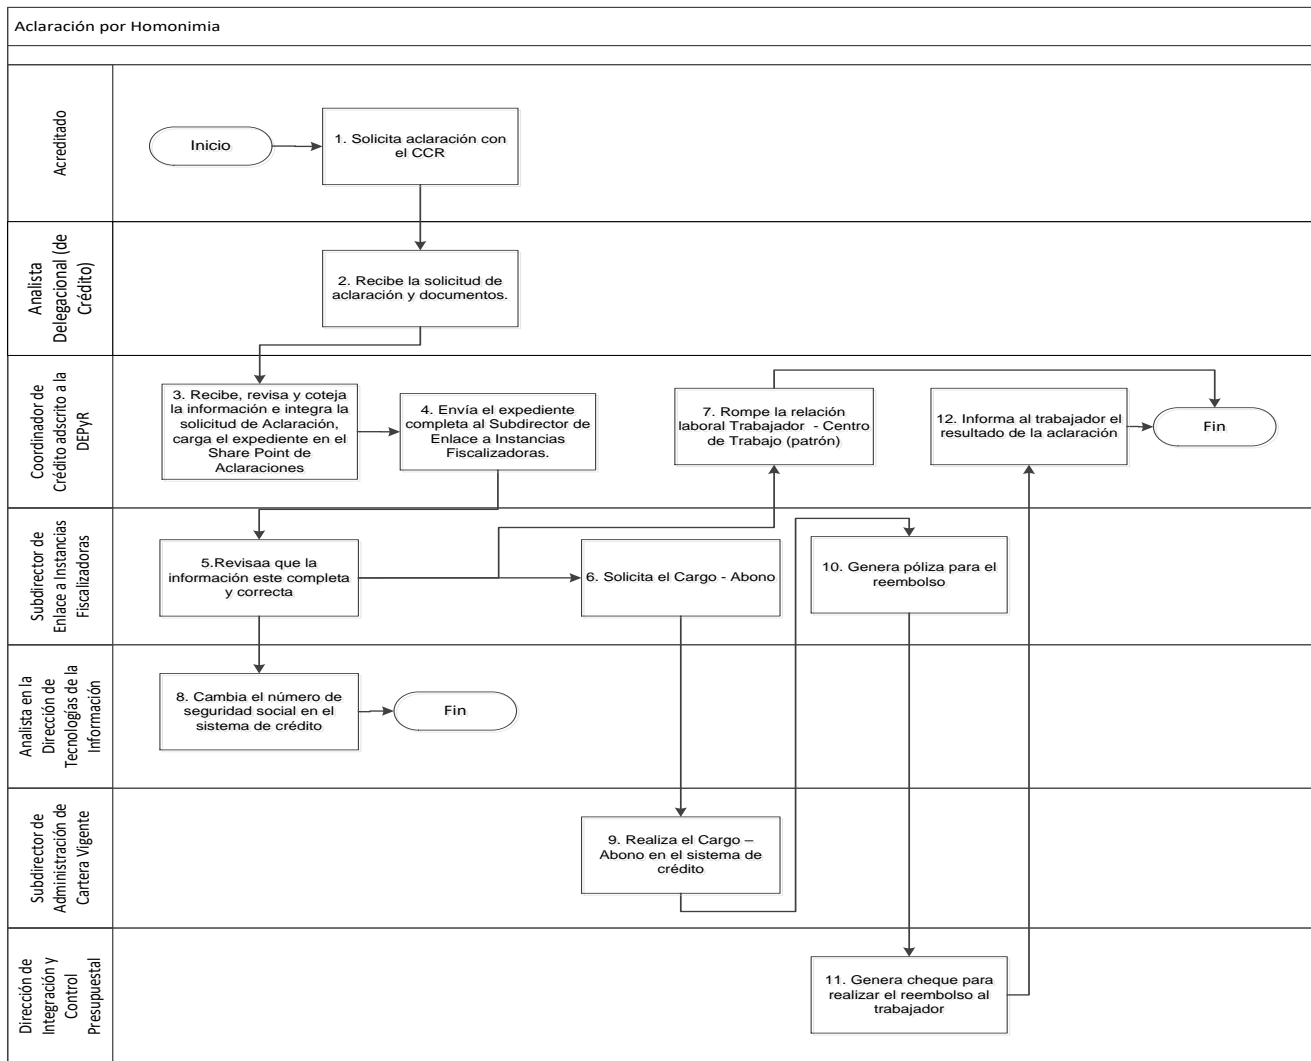 Aclaración por Homonimia
Acreditado
Inicio
1. Solicita aclaración con
el CCR
Analista
Delegacional (de
Crédito)
2. Recibe la solicitud de
aclaración y documentos.
Coordinador de
Crédito adscrito a la
DEPyR
3. Recibe, revisa y coteja
la información e integra la
solicitud de Aclaración,
carga el expediente en el
Share Point de
Aclaraciones
4. Envía el expediente
completa al Subdirector de
Enlace a Instancias
Fiscalizadoras.
7. Rompe la relación
laboral Trabajador - Centro
de Trabajo (patrón)
12. Informa al trabajador el
resultado de la aclaración
Fin
Subdirector de
Enlace a Instancias
Fiscalizadoras
5.Revisaa que la
información este completa
y correcta
6. Solicita el Cargo - Abono
10. Genera póliza para el
reembolso
Analista en la
Dirección de
Tecnologías de la
Información
8. Cambia el número de
seguridad social en el
sistema de crédito
Fin
Subdirector de
Administración de
Cartera Vigente
9. Realiza el Cargo –
Abono en el sistema de
crédito
Dirección de
Integración y
Control
Presupuestal
11. Genera cheque para
realizar el reembolso al
trabajador